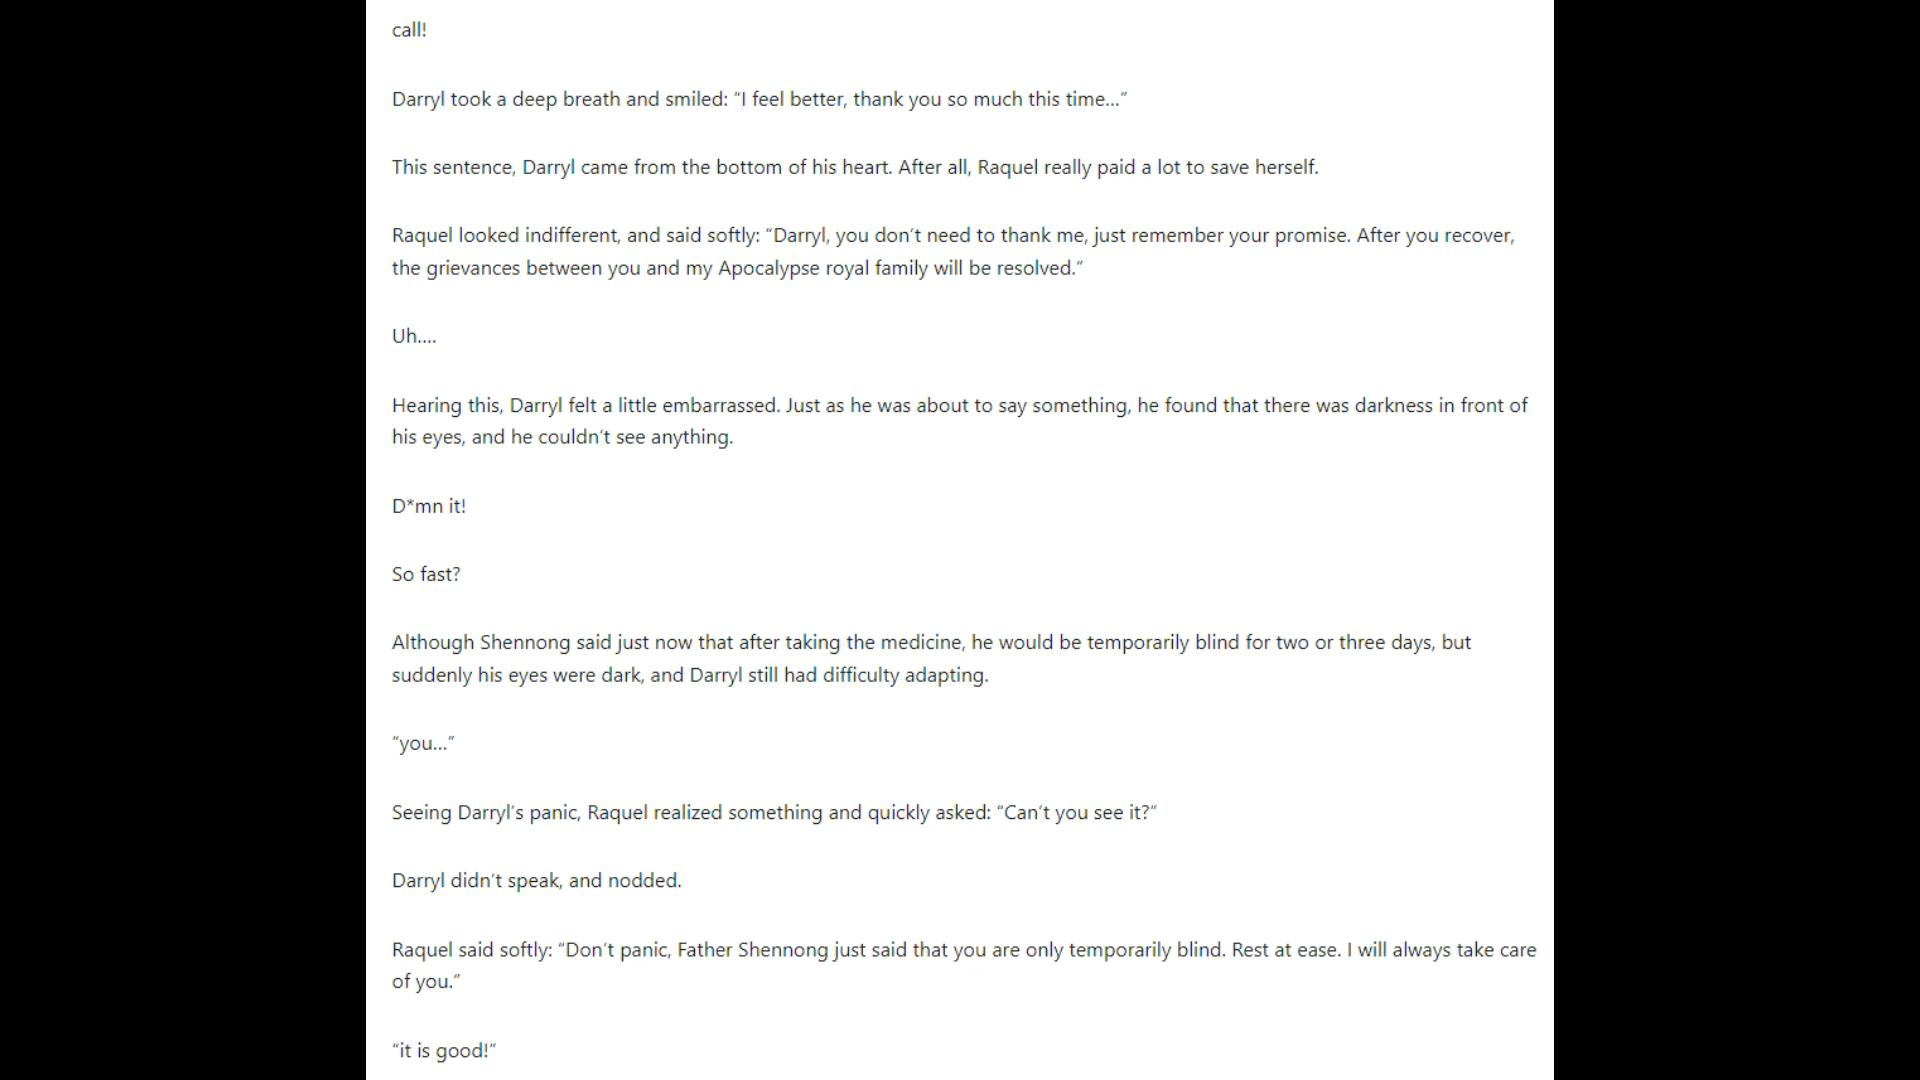 call!
Darryl took a deep breath and smiled: “I feel better, thank you so much this time…”
This sentence, Darryl came from the bottom of his heart. After all, Raquel really paid a lot to save herself.
Raquel looked indifferent, and said softly: “Darryl, you don’t need to thank me, just remember your promise. After you recover,
the grievances between you and my Apocalypse royal family will be resolved.”
Uh….
Hearing this, Darryl felt a little embarrassed. Just as he was about to say something, he found that there was darkness in front of
his eyes, and he couldn’t see anything.
D*mn it!
So fast?
Although Shennong said just now that after taking the medicine, he would be temporarily blind for two or three days, but
suddenly his eyes were dark, and Darryl still had difficulty adapting.
“you…”
Seeing Darryl’s panic, Raquel realized something and quickly asked: “Can’t you see it?”
Darryl didn’t speak, and nodded.
Raquel said softly: “Don’t panic, Father Shennong just said that you are only temporarily blind. Rest at ease. I will always take care
of you.”
“it is good!”